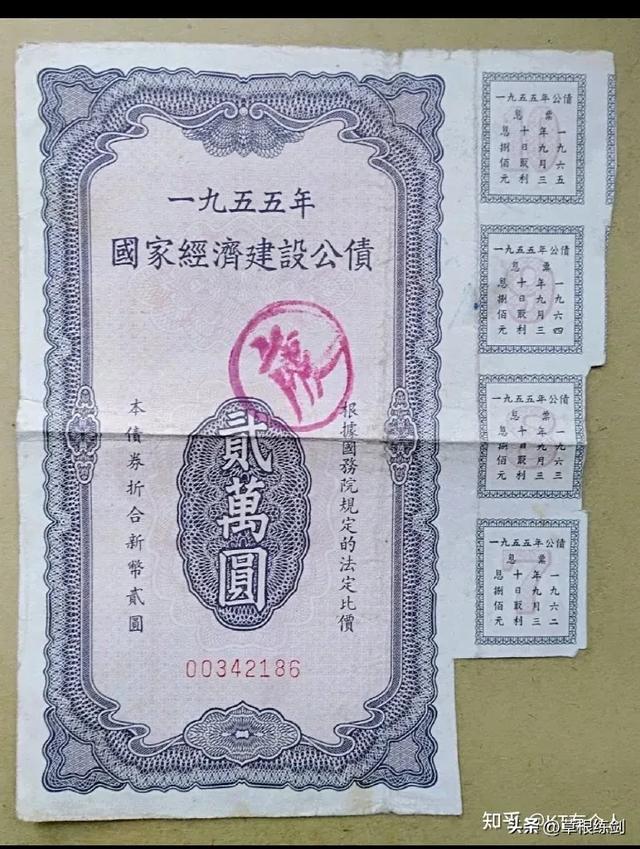 一九五五年
國家經濟建設公債
根據國務院規定的法定比價
貳萬圓
本債券折合新幣貳圓
00342186
一九五五年公債
息票
一九六五
年九月三
十日取利
息捌佰元
一九五五年公債
息票
一九六四
年九月三
十日取利
息捌佰元
一九五五年公債
息票
一九六三
年九月三
十日取利
息捌佰元
一九五五年公債
息票
一九六二
年九月三
十日取利
息捌佰元
知乎
@草根练剑